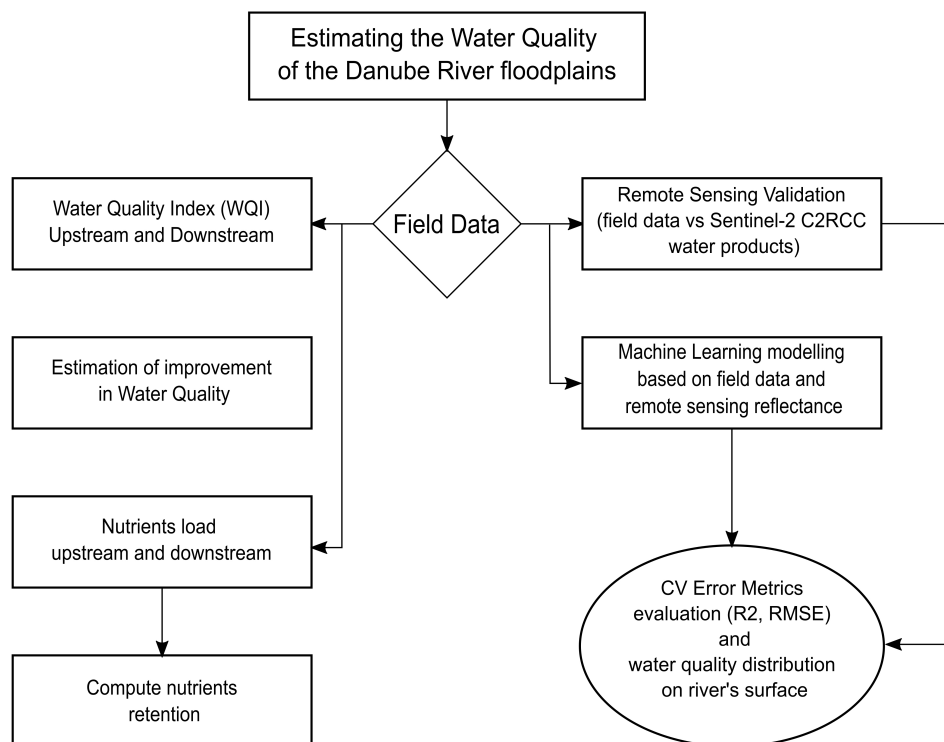 Estimating the Water Quality
of the Danube River floodplains
Field Data
Water Quality Index (WQI)
Upstream and Downstream
Estimation of improvement
in Water Quality
Nutrients load
upstream and downstream
Compute nutrients
retention
Remote Sensing Validation
(field data vs Sentinel-2 C2RCC
water products)
Machine Learning modelling
based on field data and
remote sensing reflectance
CV Error Metrics
evaluation (R2, RMSE)
and
water quality distribution
on river's surface